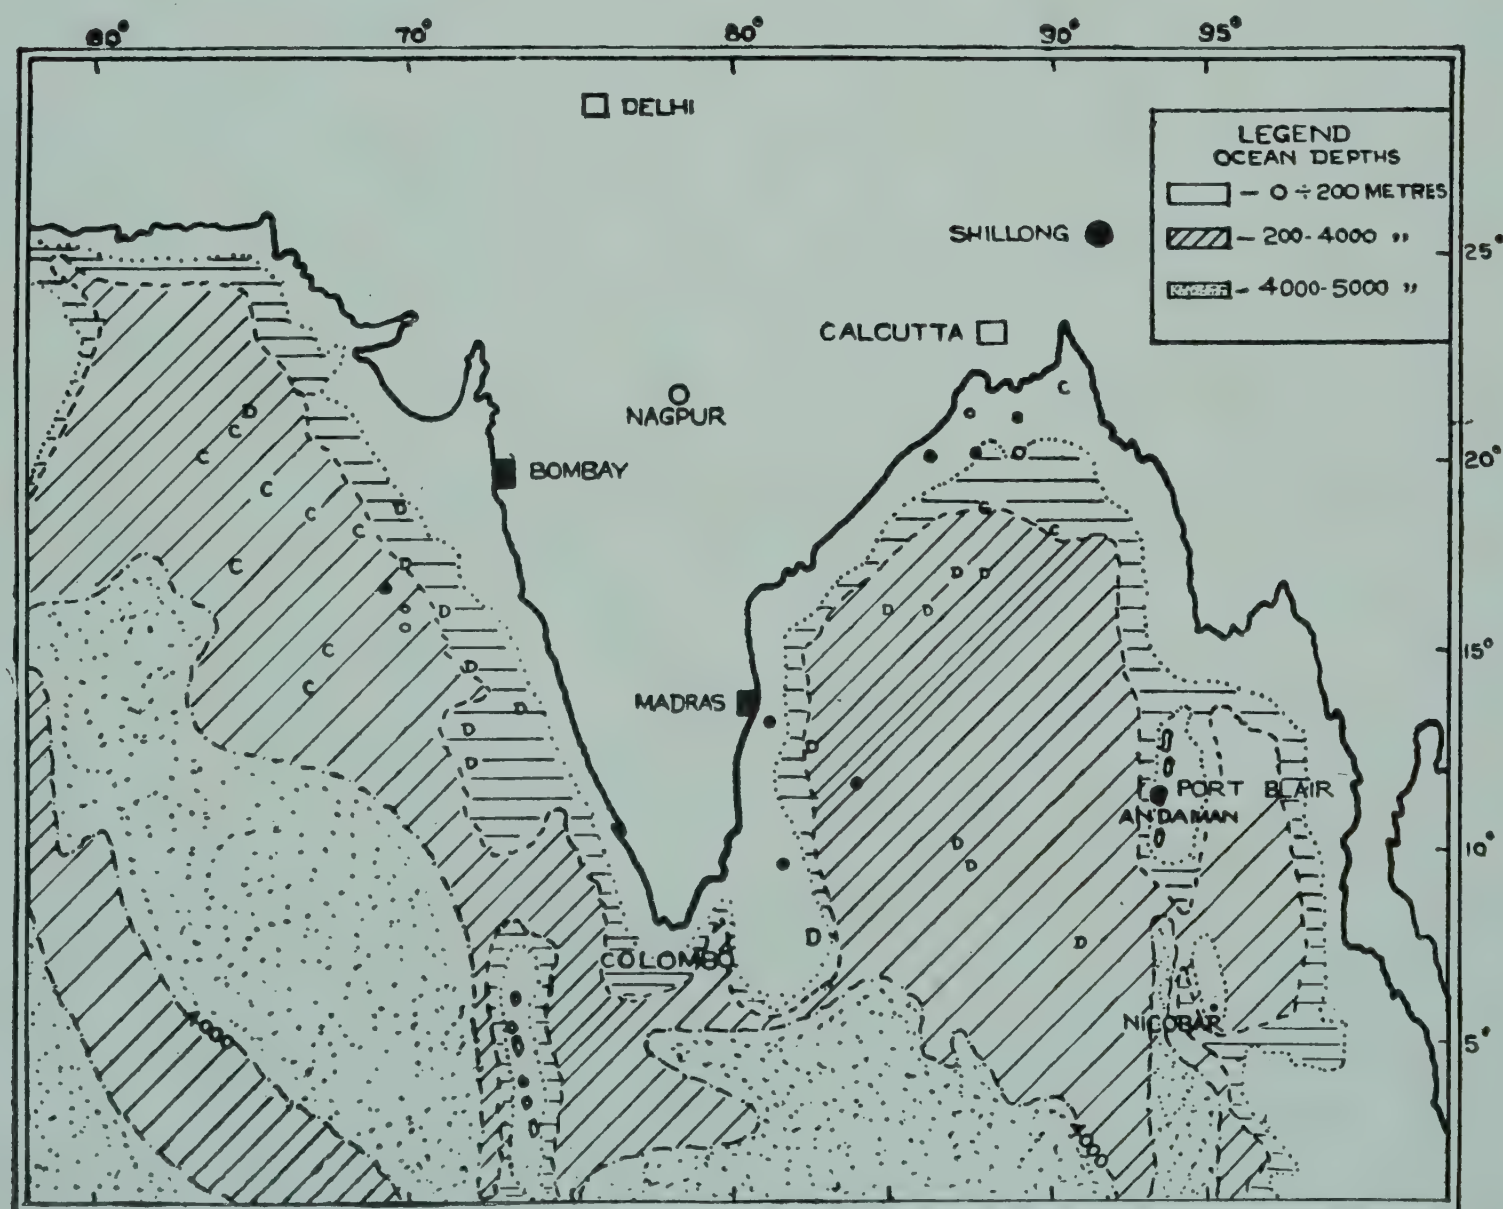 60° 70° 80° 90° 95°
DELHI
LEGEND
OCEAN DEPTHS
- 0 ÷ 200 METRES
- 200-4000 "
- 4000-5000 "
SHILLONG
25°
CALCUTTA
C
NAGPUR
D
C
C
20°
BOMBAY
C
D
C
C
C
C
C
D
D D
D
D D
15°
C
D
C
MADRAS
D
D
D
D
PORT BLAIR
ANDAMAN
10°
D
D
D
D
COLOMBO
NICOBAR
4000
5°
4000